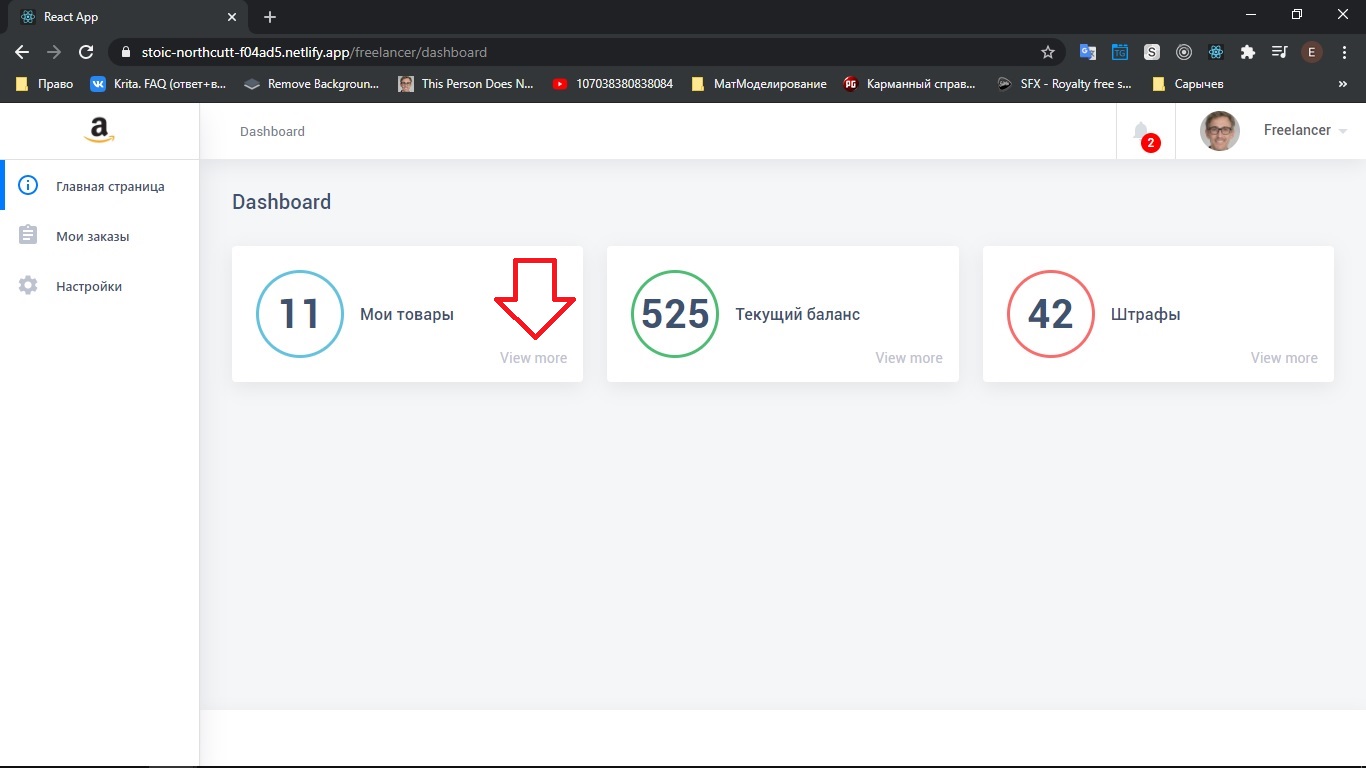 React App
stoic-northcutt-f04ad5.netlify.app/freelancer/dashboard
TG
S
E
Право
Krita. FAQ (ответ+в...
Remove Backgroun...
This Person Does N...
107038380838084
МатМоделирование
PG
Карманный справ...
SFX - Royalty free s...
Сарычев
»
a
Dashboard
2
Freelancer
Главная страница
Мои заказы
Настройки
Dashboard
11
Мои товары
View more
525
Текущий баланс
View more
42
Штрафы
View more